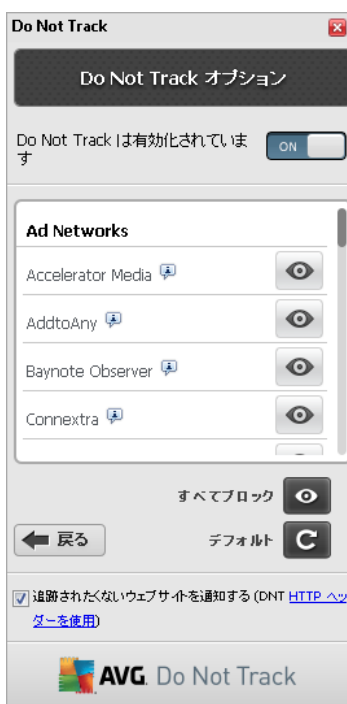 Do Not Track
Do Not Track オプション
Do Not Track は有効化されていま
す
ON
Ad Networks
Accelerator Media
AddtoAny
Baynote Observer
Connextra
すべてブロック
戻る
デフォルト
追跡されたくないウェブサイトを通知する (DNT HTTP ヘッ
ダーを使用)
AVG. Do Not Track